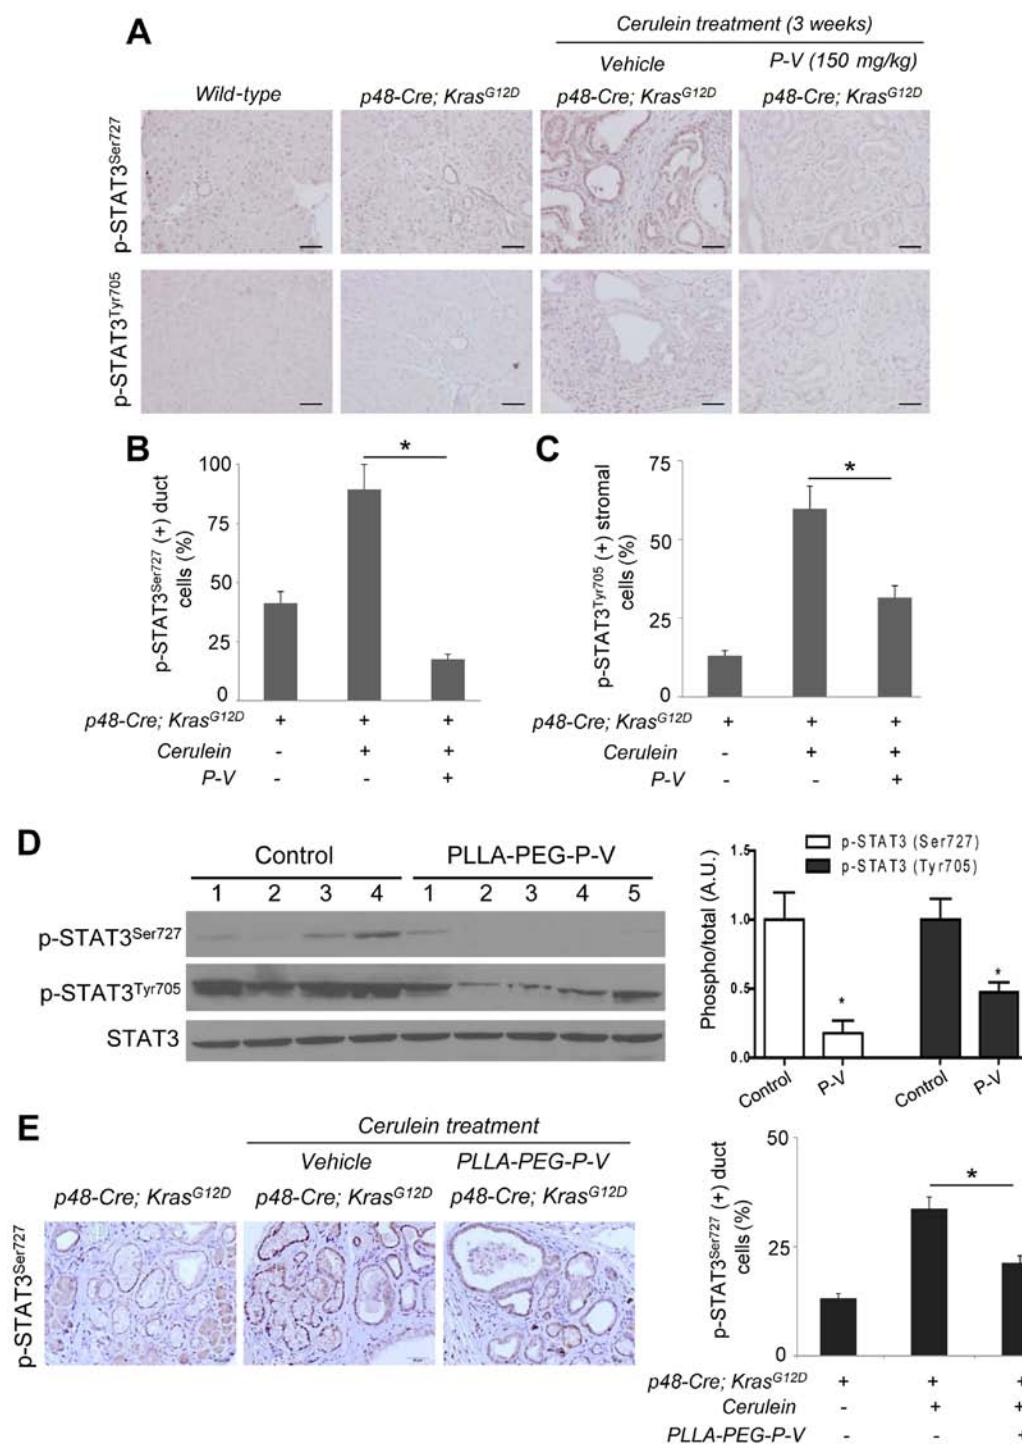 A
Cerulein treatment (3 weeks)
Vehicle P-V (150 mg/kg)
Wild-type p48-Cre; KrasG12D p48-Cre; KrasG12D p48-Cre; KrasG12D
p-STAT3Ser727
p-STAT3Tyr705
B
p-STAT3Ser727 (+) duct
cells (%)
100
75
50
25
0
*
p48-Cre; KrasG12D + + +
Cerulein - + +
P-V - - +
C
p-STAT3Tyr705 (+) stromal
cells (%)
75
50
25
0
*
p48-Cre; KrasG12D + + +
Cerulein - + +
P-V - - +
D
Control PLLA-PEG-P-V
1 2 3 4 1 2 3 4 5
p-STAT3Ser727
p-STAT3Tyr705
STAT3
p-STAT3 (Ser727)
p-STAT3 (Tyr705)
Phospho/total (A.U.)
1.5
1.0
0.5
0.0
* *
Control P-V Control P-V
E
Cerulein treatment
Vehicle PLLA-PEG-P-V
p48-Cre; KrasG12D p48-Cre; KrasG12D p48-Cre; KrasG12D
p-STAT3Ser727
p-STAT3Ser727 (+) duct
cells (%)
50
25
0
*
p48-Cre; KrasG12D + + +
Cerulein - + +
PLLA-PEG-P-V - - +